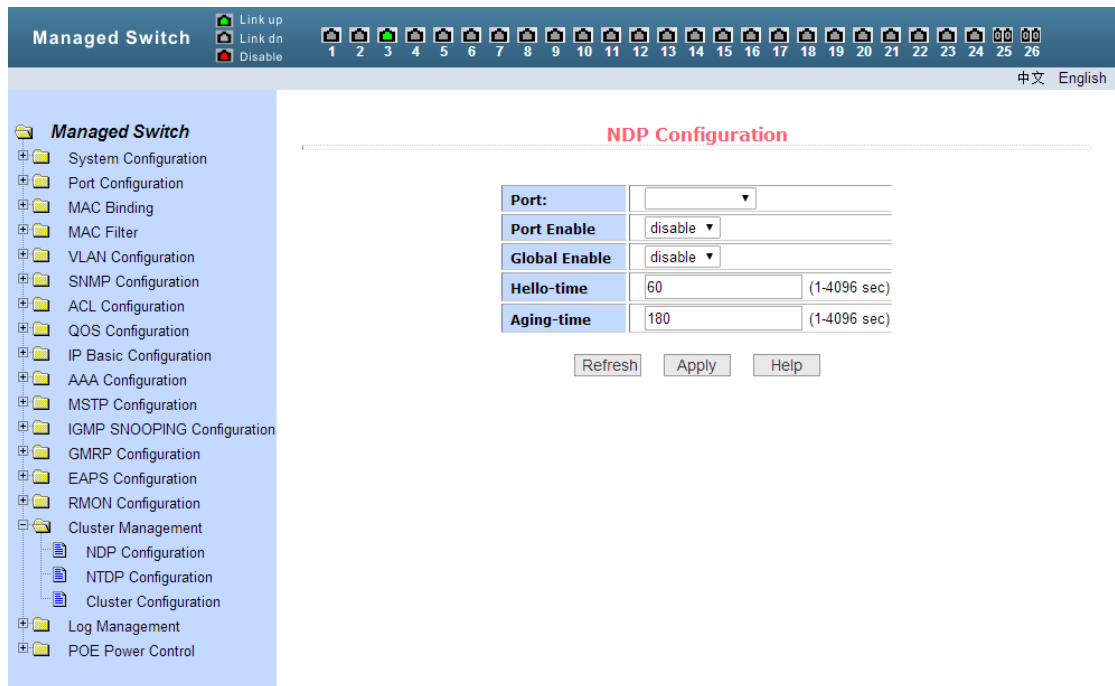 Managed Switch
Link up
Link dn
Disable
1 2 3 4 5 6 7 8 9 10 11 12 13 14 15 16 17 18 19 20 21 22 23 24 25 26
中文 English
Managed Switch
System Configuration
Port Configuration
MAC Binding
MAC Filter
VLAN Configuration
SNMP Configuration
ACL Configuration
QOS Configuration
IP Basic Configuration
AAA Configuration
MSTP Configuration
IGMP SNOOPING Configuration
GMRP Configuration
EAPS Configuration
RMON Configuration
Cluster Management
NDP Configuration
NTDP Configuration
Cluster Configuration
Log Management
POE Power Control
NDP Configuration
Port:
Port Enable disable
Global Enable disable
Hello-time 60 (1-4096 sec)
Aging-time 180 (1-4096 sec)
Refresh Apply Help